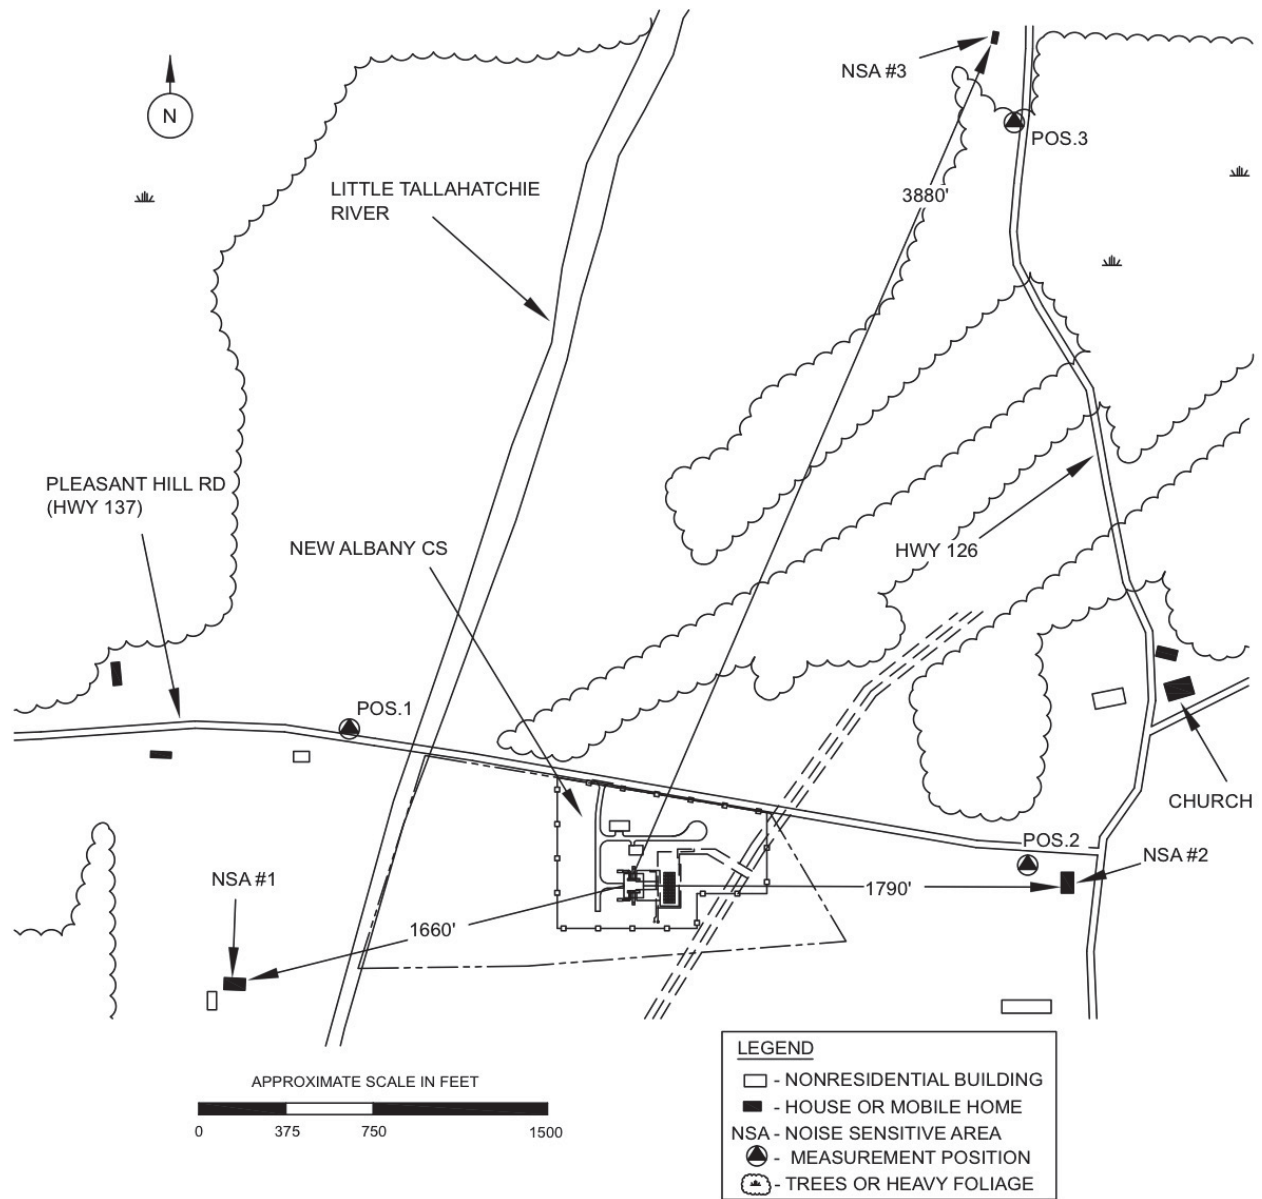 NSA #3
N
POS.3
LITTLE TALLAHATCHIE
RIVER
3880'
PLEASANT HILL RD
(HWY 137)
NEW ALBANY CS
HWY 126
POS.1
CHURCH
POS.2
NSA #2
NSA #1
1790'
1660'
APPROXIMATE SCALE IN FEET
0 375 750 1500
LEGEND
- NONRESIDENTIAL BUILDING
- HOUSE OR MOBILE HOME
NSA - NOISE SENSITIVE AREA
- MEASUREMENT POSITION
- TREES OR HEAVY FOLIAGE